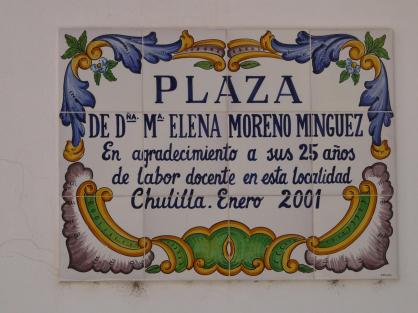 PLAZA
DE Dña. Mª. ELENA MORENO MINGUEZ
En agradecimiento a sus 25 años
de labor docente en esta localidad
Chulilla. Enero 2001